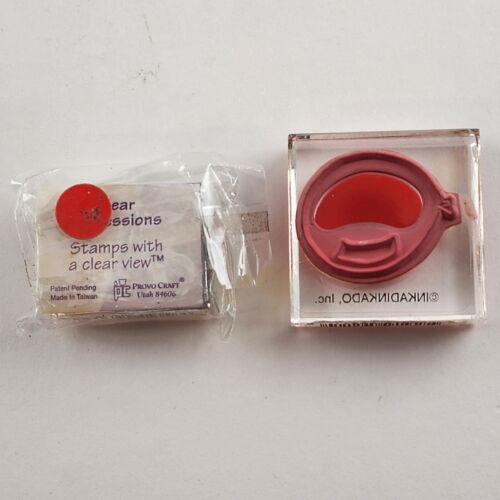 ear
essions
Stamps with
a clear view™
Patent Pending
Made in Taiwan
PROVO CRAFT®
Utah 84606
©INKADINKADO, Inc.